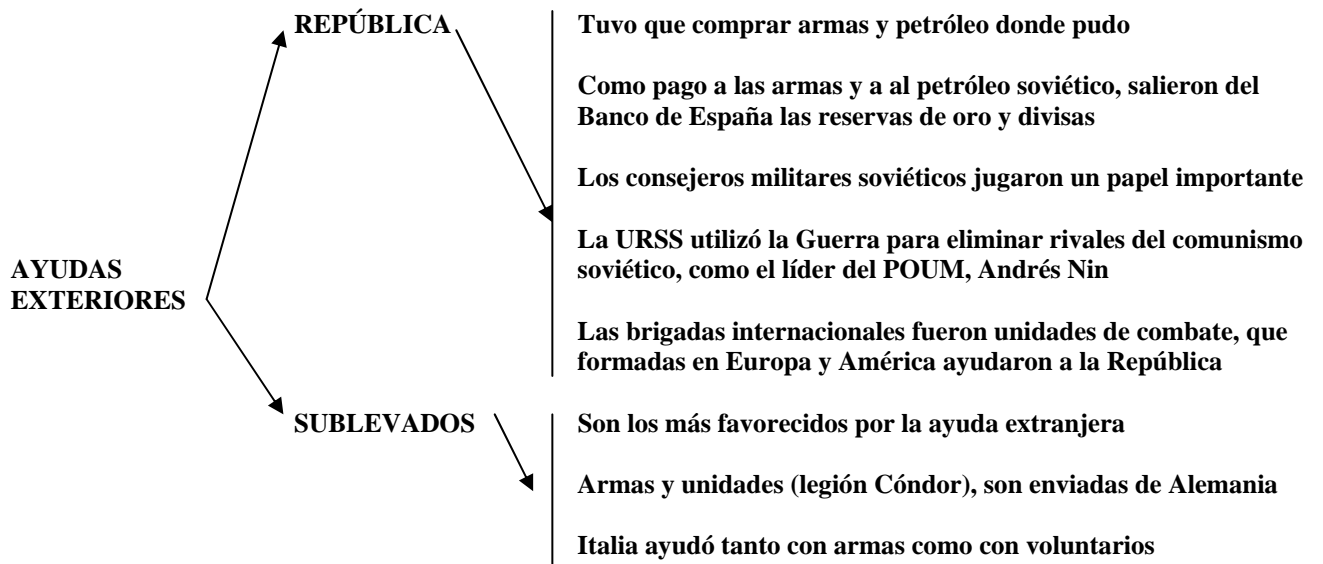 AYUDAS
EXTERIORES
REPÚBLICA
Tuvo que comprar armas y petróleo donde pudo
Como pago a las armas y a al petróleo soviético, salieron del
Banco de España las reservas de oro y divisas
Los consejeros militares soviéticos jugaron un papel importante
La URSS utilizó la Guerra para eliminar rivales del comunismo
soviético, como el líder del POUM, Andrés Nin
Las brigadas internacionales fueron unidades de combate, que
formadas en Europa y América ayudaron a la República
SUBLEVADOS
Son los más favorecidos por la ayuda extranjera
Armas y unidades (legión Cóndor), son enviadas de Alemania
Italia ayudó tanto con armas como con voluntarios